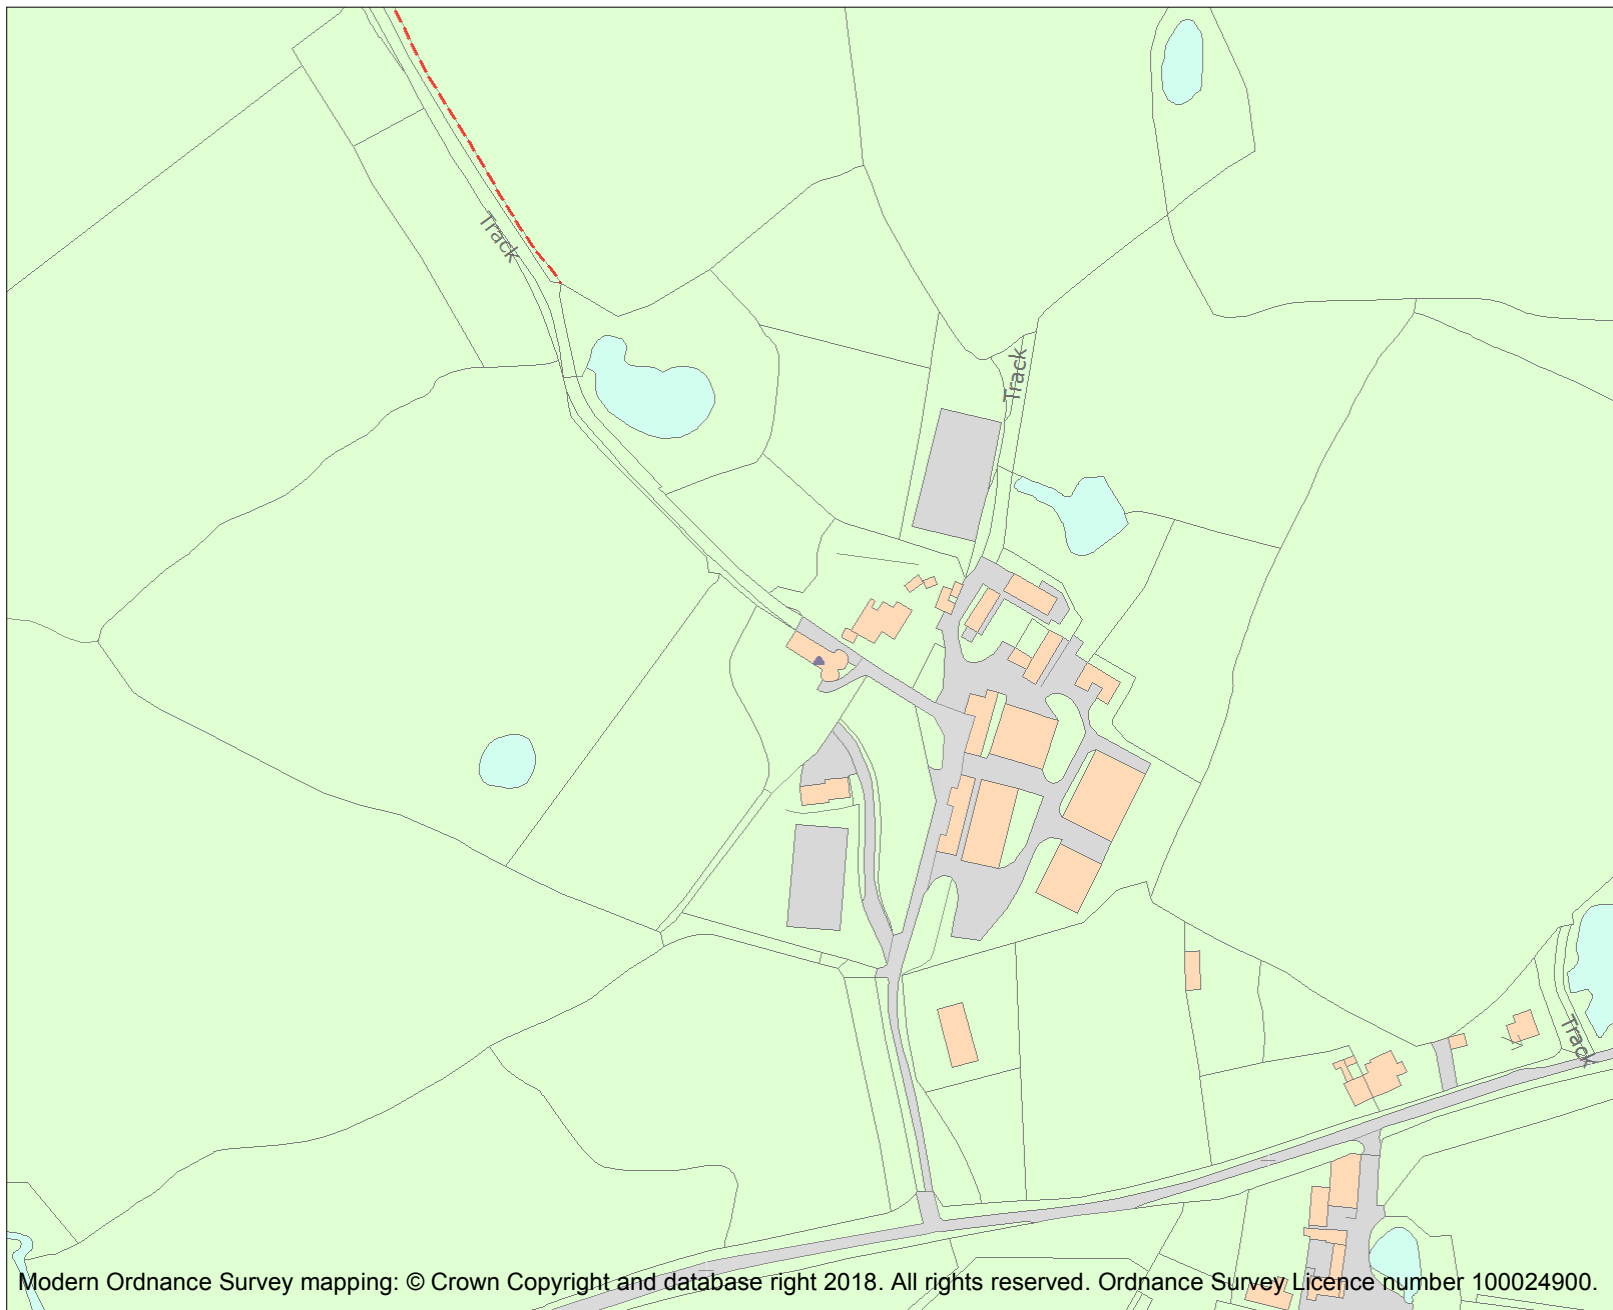 Track
Track
Track
Modern Ordnance Survey mapping: © Crown Copyright and database right 2018. All rights reserved. Ordnance Survey Licence number 100024900.